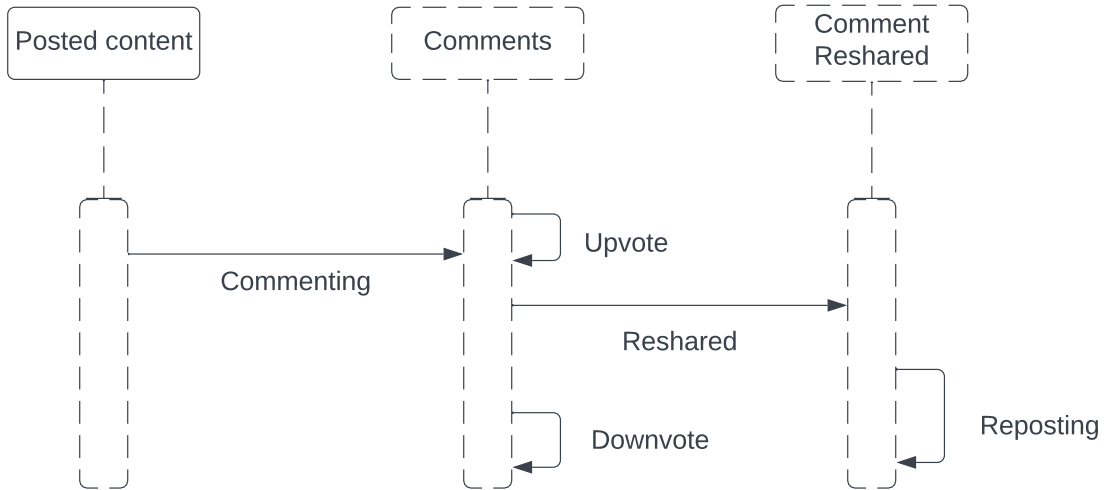 Posted content
Comments
Comment
Reshared
Upvote
Commenting
Reshared
Reposting
Downvote